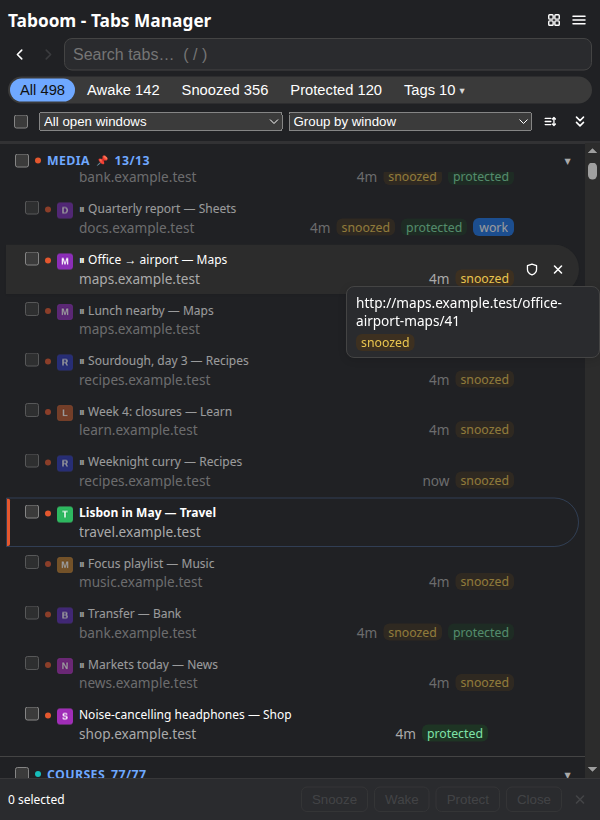 Taboom - Tabs Manager
Search tabs… ( / )
All 498 Awake 142 Snoozed 356 Protected 120 Tags 10 ▾
All open windows Group by window
MEDIA 📌 13/13 ▼
bank.example.test 4m snoozed protected
D Quarterly report — Sheets
docs.example.test 4m snoozed protected work
M Office → airport — Maps
maps.example.test 4m snoozed
http://maps.example.test/office-
airport-maps/41
snoozed
M Lunch nearby — Maps
maps.example.test
R Sourdough, day 3 — Recipes
recipes.example.test 4m snoozed
L Week 4: closures — Learn
learn.example.test 4m snoozed
R Weeknight curry — Recipes
recipes.example.test now snoozed
T Lisbon in May — Travel
travel.example.test
M Focus playlist — Music
music.example.test 4m snoozed
B Transfer — Bank
bank.example.test 4m snoozed protected
N Markets today — News
news.example.test 4m snoozed
S Noise-cancelling headphones — Shop
shop.example.test 4m protected
COURSES 77/77 ▼
0 selected Snooze Wake Protect Close ✕